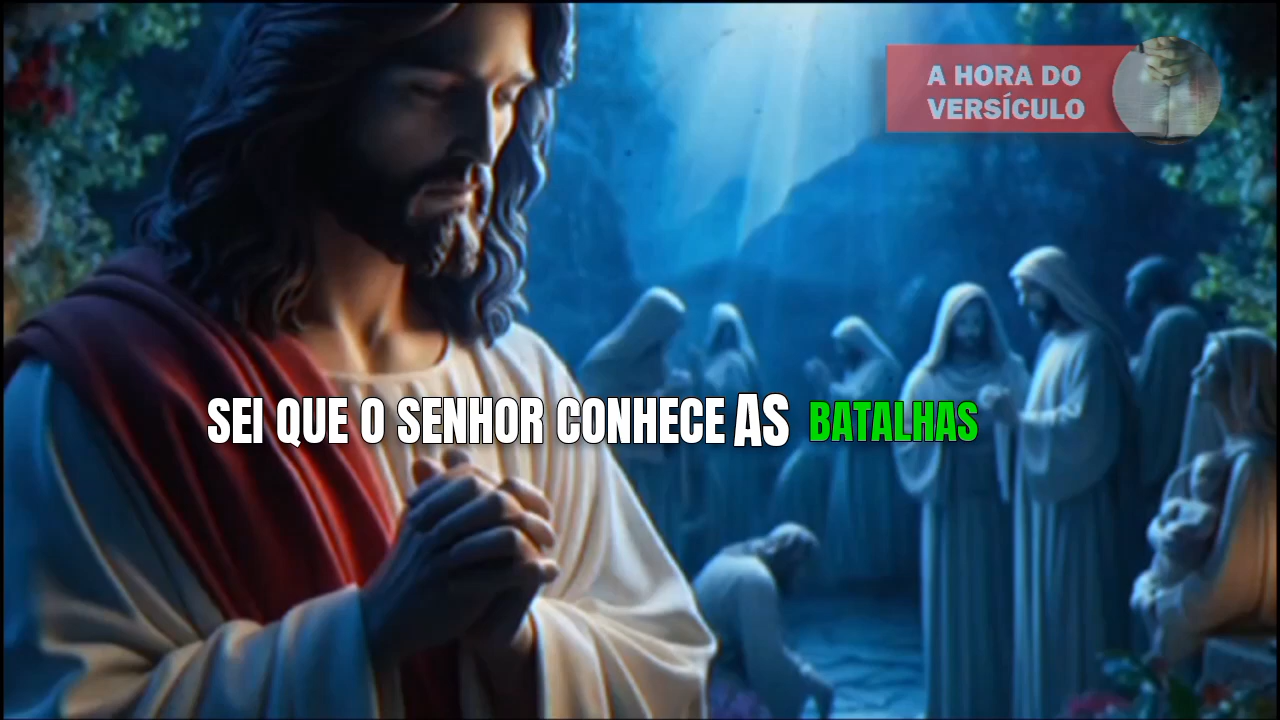 A HORA DO
VERSÍCULO
SEI QUE O SENHOR CONHECE AS BATALHAS